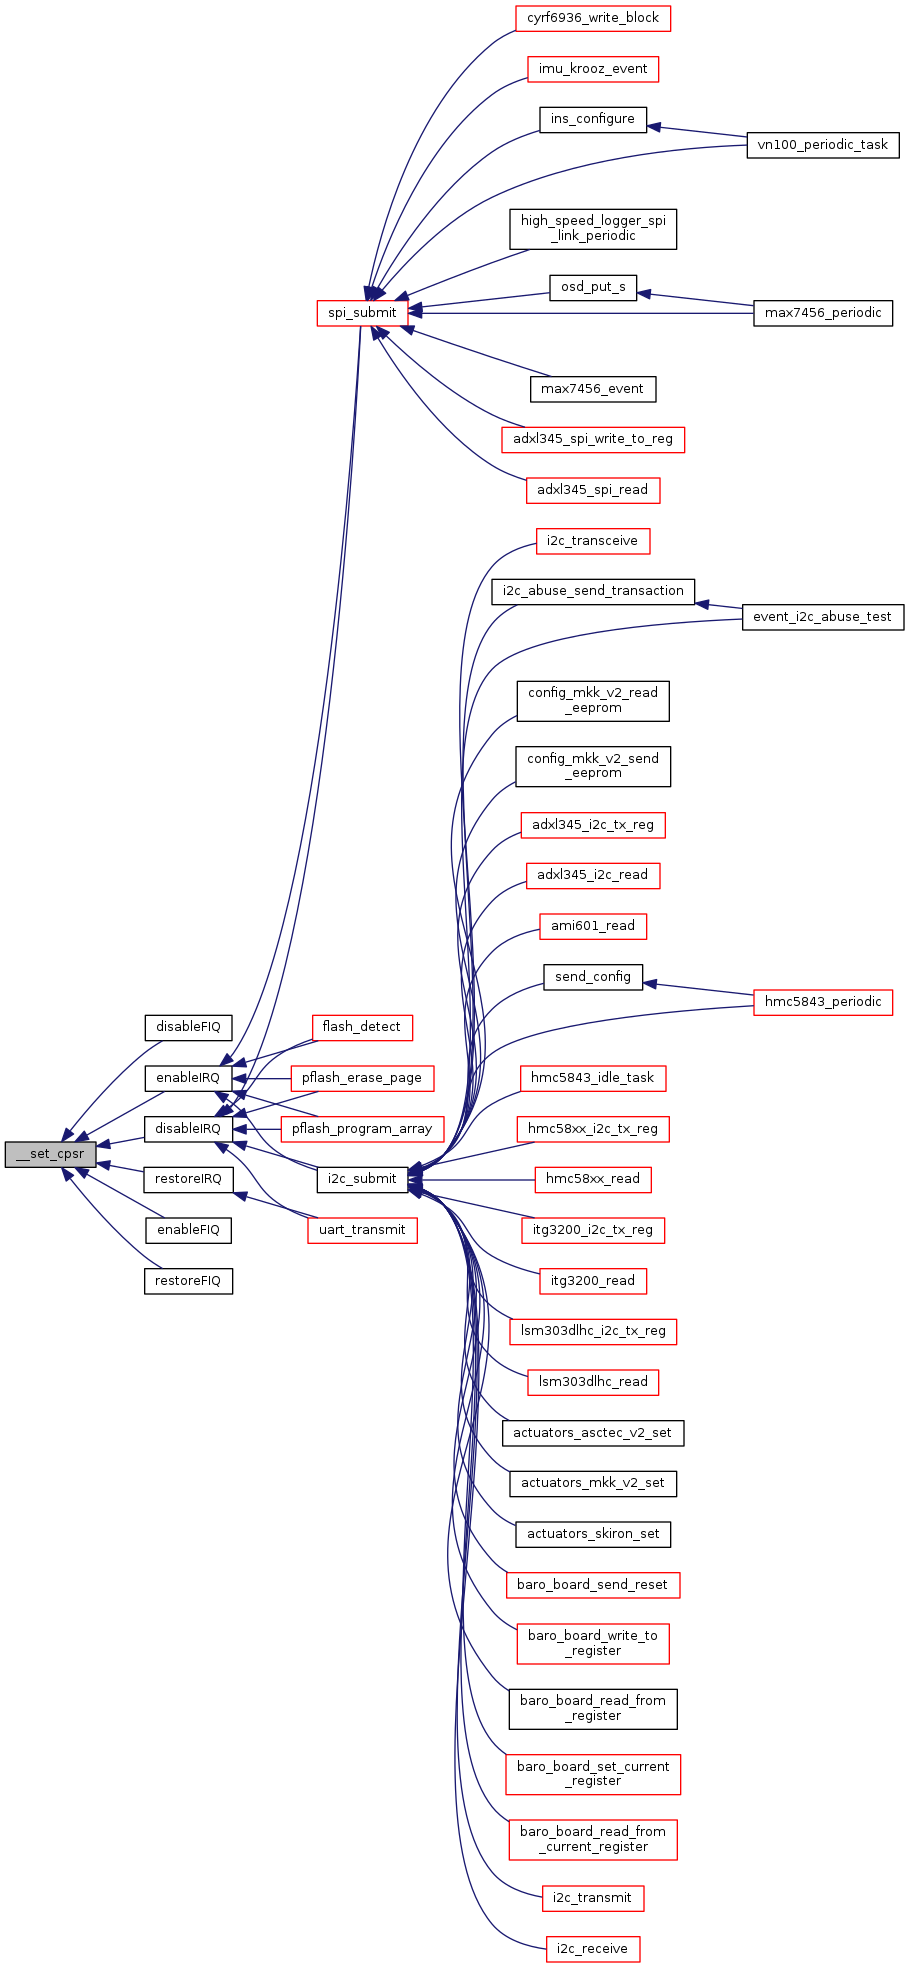 cyrf6936_write_block
imu_krooz_event
ins_configure
vn100_periodic_task
high_speed_logger_spi
_link_periodic
osd_put_s
max7456_periodic
spi_submit
max7456_event
adxl345_spi_write_to_reg
adxl345_spi_read
i2c_transceive
i2c_abuse_send_transaction
event_i2c_abuse_test
config_mkk_v2_read
_eeprom
config_mkk_v2_send
_eeprom
adxl345_i2c_tx_reg
adxl345_i2c_read
ami601_read
send_config
hmc5843_periodic
disableFIQ
flash_detect
enableIRQ
pflash_erase_page
hmc5843_idle_task
disableIRQ
pflash_program_array
hmc58xx_i2c_tx_reg
__set_cpsr
restoreIRQ
i2c_submit
hmc58xx_read
enableFIQ
uart_transmit
itg3200_i2c_tx_reg
restoreFIQ
itg3200_read
lsm303dlhc_i2c_tx_reg
lsm303dlhc_read
actuators_asctec_v2_set
actuators_mkk_v2_set
actuators_skiron_set
baro_board_send_reset
baro_board_write_to
_register
baro_board_read_from
_register
baro_board_set_current
_register
baro_board_read_from
_current_register
i2c_transmit
i2c_receive